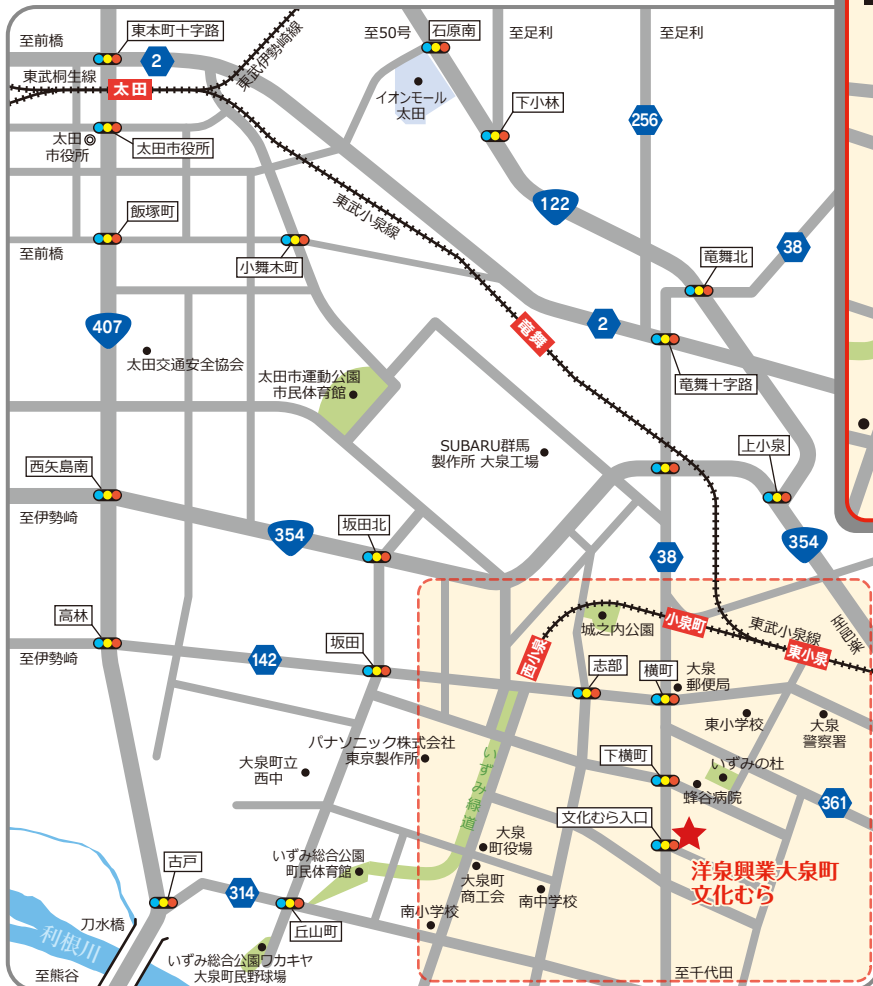 東本町十字路
至50号
石原南
至足利
至足利
至前橋
2
東武伊勢崎線
東武桐生線
太田
イオンモール
太田
下小林
256
太田
市役所
太田市役所
東武小泉線
122
飯塚町
至前橋
小舞木町
竜舞北
38
407
竜舞
2
太田交通安全協会
太田市運動公園
市民体育館
竜舞十字路
SUBARU群馬
製作所 大泉工場
上小泉
西矢島南
至伊勢崎
354
坂田北
354
38
高林
至伊勢崎
142
坂田
城之内公園
小泉町
東武小泉線
至館林
東小泉
西小泉
志部
横町
大泉
郵便局
東小学校
大泉
警察署
パナソニック株式会社
東京製作所
大泉町立
西中
いずみ緑道
下横町
いずみの杜
蜂谷病院
361
文化むら入口
大泉
町役場
洋泉興業大泉町
文化むら
いずみ総合公園
町民体育館
大泉町
商工会
古戸
314
丘山町
南小学校
南中学校
刀水橋
利根川
至熊谷
いずみ総合公園ワカキヤ
大泉町民野球場
至千代田